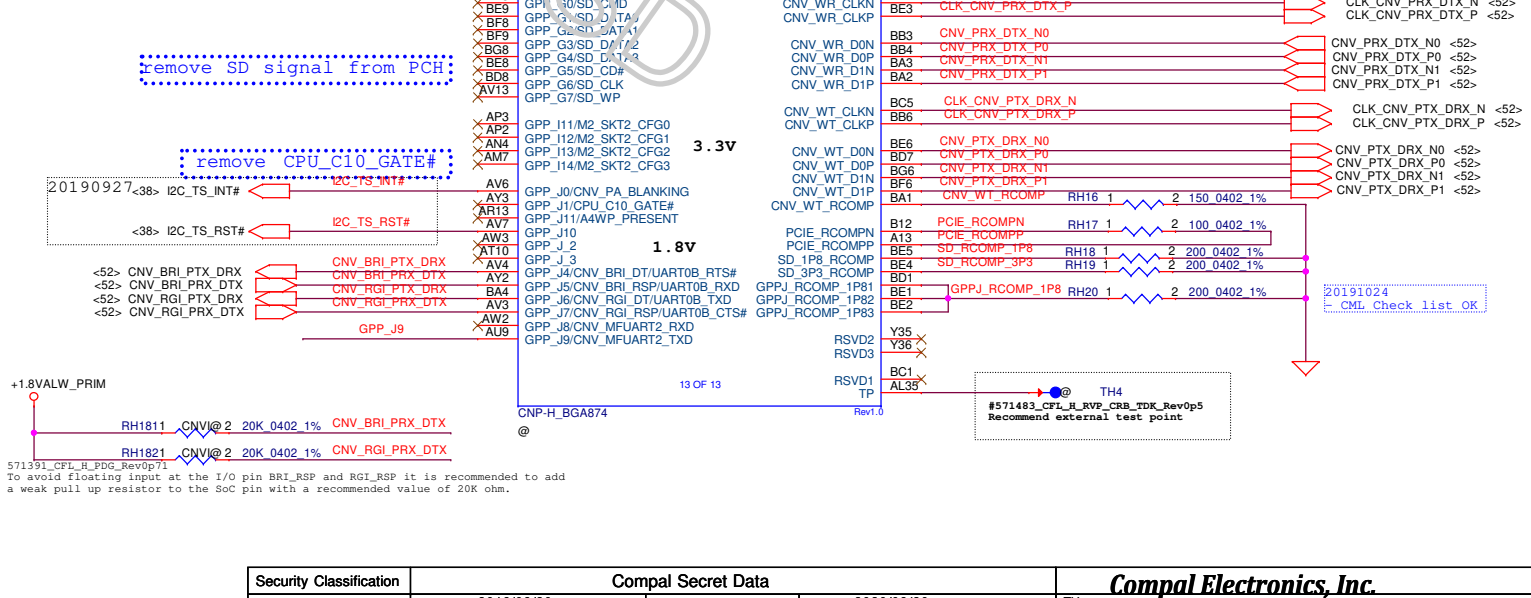 BE9
BF8
BF9
BG8
BE8
BD8
AV13
GPP_G0/SD_CMD
GPP_G1/SD_DATA0
GPP_G2/SD_DATA1
GPP_G3/SD_DATA2
GPP_G4/SD_DATA3
GPP_G5/SD_CD#
GPP_G6/SD_CLK
GPP_G7/SD_WP
remove SD signal from PCH
AP3 GPP_I11/M2_SKT2_CFG0
AP2 GPP_I12/M2_SKT2_CFG1
AN4 GPP_I13/M2_SKT2_CFG2
AM7 GPP_I14/M2_SKT2_CFG3
3.3V
remove CPU_C10_GATE#
20190927
<38> I2C_TS_INT# I2C_TS_INT# AV6 GPP_J0/CNV_PA_BLANKING
AY3 GPP_J1/CPU_C10_GATE#
AR13 GPP_J11/A4WP_PRESENT
<38> I2C_TS_RST# I2C_TS_RST# AV7 GPP_J10
AW3 GPP_J_2
AT10 GPP_J_3
1.8V
<52> CNV_BRI_PTX_DRX CNV_BRI_PTX_DRX AV4 GPP_J4/CNV_BRI_DT/UART0B_RTS#
<52> CNV_BRI_PRX_DTX CNV_BRI_PRX_DTX AY2 GPP_J5/CNV_BRI_RSP/UART0B_RXD
<52> CNV_RGI_PTX_DRX CNV_RGI_PTX_DRX BA4 GPP_J6/CNV_RGI_DT/UART0B_TXD
<52> CNV_RGI_PRX_DTX CNV_RGI_PRX_DTX AV3 GPP_J7/CNV_RGI_RSP/UART0B_CTS#
AW2 GPP_J8/CNV_MFUART2_RXD
GPP_J9 AU9 GPP_J9/CNV_MFUART2_TXD
CNV_WR_CLKN CLK_CNV_PRX_DTX_N <52>
CNV_WR_CLKP BE3 CLK_CNV_PRX_DTX_P CLK_CNV_PRX_DTX_P <52>
CNV_WR_D0N BB3 CNV_PRX_DTX_N0 CNV_PRX_DTX_N0 <52>
CNV_WR_D0P BB4 CNV_PRX_DTX_P0 CNV_PRX_DTX_P0 <52>
CNV_WR_D1N BA3 CNV_PRX_DTX_N1 CNV_PRX_DTX_N1 <52>
CNV_WR_D1P BA2 CNV_PRX_DTX_P1 CNV_PRX_DTX_P1 <52>
CNV_WT_CLKN BC5 CLK_CNV_PTX_DRX_N CLK_CNV_PTX_DRX_N <52>
CNV_WT_CLKP BB6 CLK_CNV_PTX_DRX_P CLK_CNV_PTX_DRX_P <52>
CNV_WT_D0N BE6 CNV_PTX_DRX_N0 CNV_PTX_DRX_N0 <52>
CNV_WT_D0P BD7 CNV_PTX_DRX_P0 CNV_PTX_DRX_P0 <52>
CNV_WT_D1N BG6 CNV_PTX_DRX_N1 CNV_PTX_DRX_N1 <52>
CNV_WT_D1P BF6 CNV_PTX_DRX_P1 CNV_PTX_DRX_P1 <52>
CNV_WT_RCOMP BA1 CNV_WT_RCOMP RH16 1 2 150_0402_1%
PCIE_RCOMPN B12 PCIE_RCOMPN RH17 1 2 100_0402_1%
PCIE_RCOMPP A13 PCIE_RCOMPP
SD_1P8_RCOMP BE5 SD_RCOMP_1P8 RH18 1 2 200_0402_1%
SD_3P3_RCOMP BE4 SD_RCOMP_3P3 RH19 1 2 200_0402_1%
GPPJ_RCOMP_1P81 BD1
GPPJ_RCOMP_1P82 BE1 GPPJ_RCOMP_1P8 RH20 1 2 200_0402_1%
GPPJ_RCOMP_1P83 BE2
20191024
- CML Check list OK
RSVD2 Y35
RSVD3 Y36
RSVD1 BC1
TP AL35
13 OF 13
CNP-H_BGA874
Rev1.0
@
@ TH4
#571483_CFL_H_RVP_CRB_TDK_Rev0p5
Recommend external test point
+1.8VALW_PRIM
RH181 1 CNVI@ 2 20K_0402_1% CNV_BRI_PRX_DTX
RH182 1 CNVI@ 2 20K_0402_1% CNV_RGI_PRX_DTX
571391_CFL_H_PDG_Rev0p71
To avoid floating input at the I/O pin BRI_RSP and RGI_RSP it is recommended to add
a weak pull up resistor to the SoC pin with a recommended value of 20K ohm.
Security Classification
Compal Secret Data
Compal Electronics, Inc.